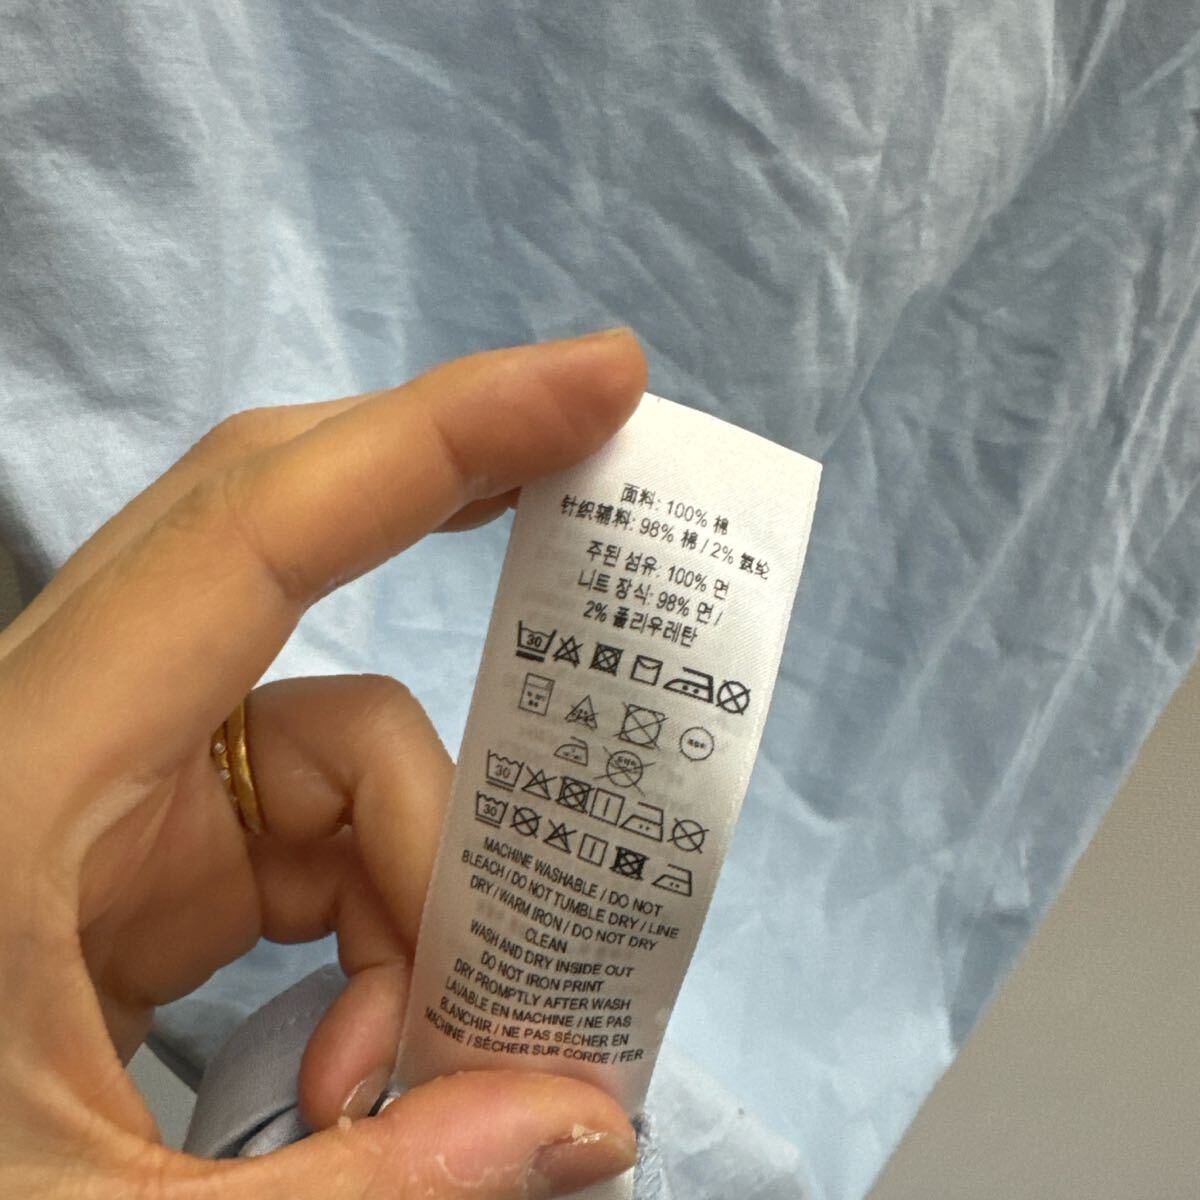 面料: 100% 棉
针织辅料: 98% 棉 / 2% 氨纶
주된 섬유: 100% 면
니트 장식: 98% 면 /
2% 폴리우레탄
30
30
30
MACHINE WASHABLE / DO NOT
BLEACH / DO NOT TUMBLE DRY / LINE
DRY / WARM IRON / DO NOT DRY
CLEAN
WASH AND DRY INSIDE OUT
DO NOT IRON PRINT
DRY PROMPTLY AFTER WASH
LAVABLE EN MACHINE / NE PAS
BLANCHIR / NE PAS SÉCHER EN
MACHINE / SÉCHER SUR CORDE / FER